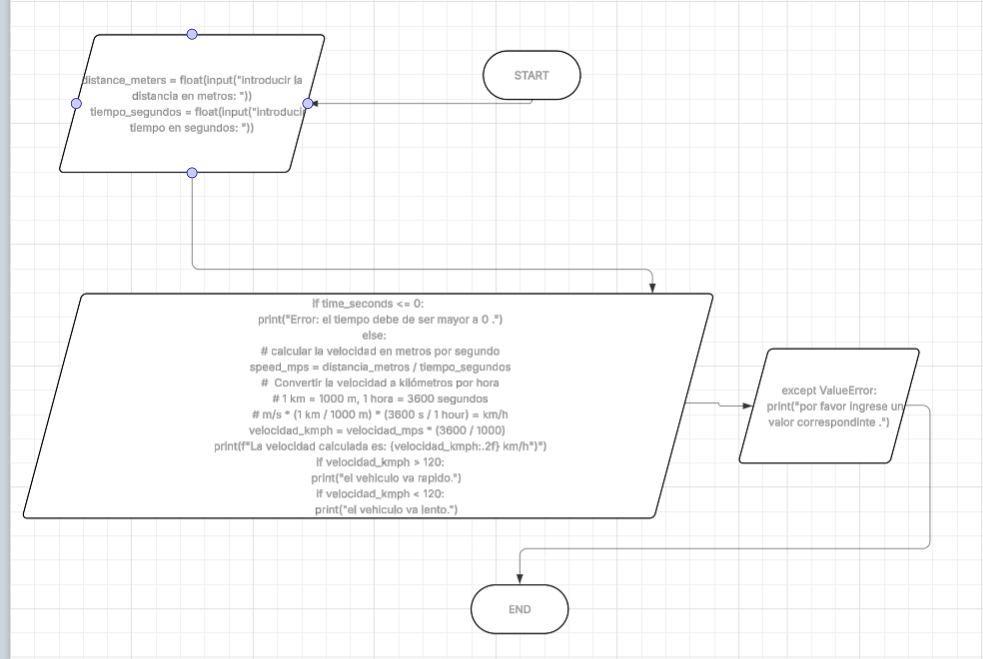 START
distance_meters = float(input("introducir la
distancia en metros: "))
tiempo_segundos = float(input("introducir
tiempo en segundos: "))
if time_seconds <= 0:
print("Error: el tiempo debe de ser mayor a 0 .")
else:
# calcular la velocidad en metros por segundo
speed_mps = distancia_metros / tiempo_segundos
# Convertir la velocidad a kilómetros por hora
# 1 km = 1000 m, 1 hora = 3600 segundos
# m/s * (1 km / 1000 m) * (3600 s / 1 hour) = km/h
velocidad_kmph = velocidad_mps * (3600 / 1000)
print(f"La velocidad calculada es: {velocidad_kmph:.2f} km/h")")
if velocidad_kmph > 120:
print("el vehiculo va rapido.")
if velocidad_kmph < 120:
print("el vehiculo va lento.")
except ValueError:
print("por favor ingrese un
valor correspondinte .")
END